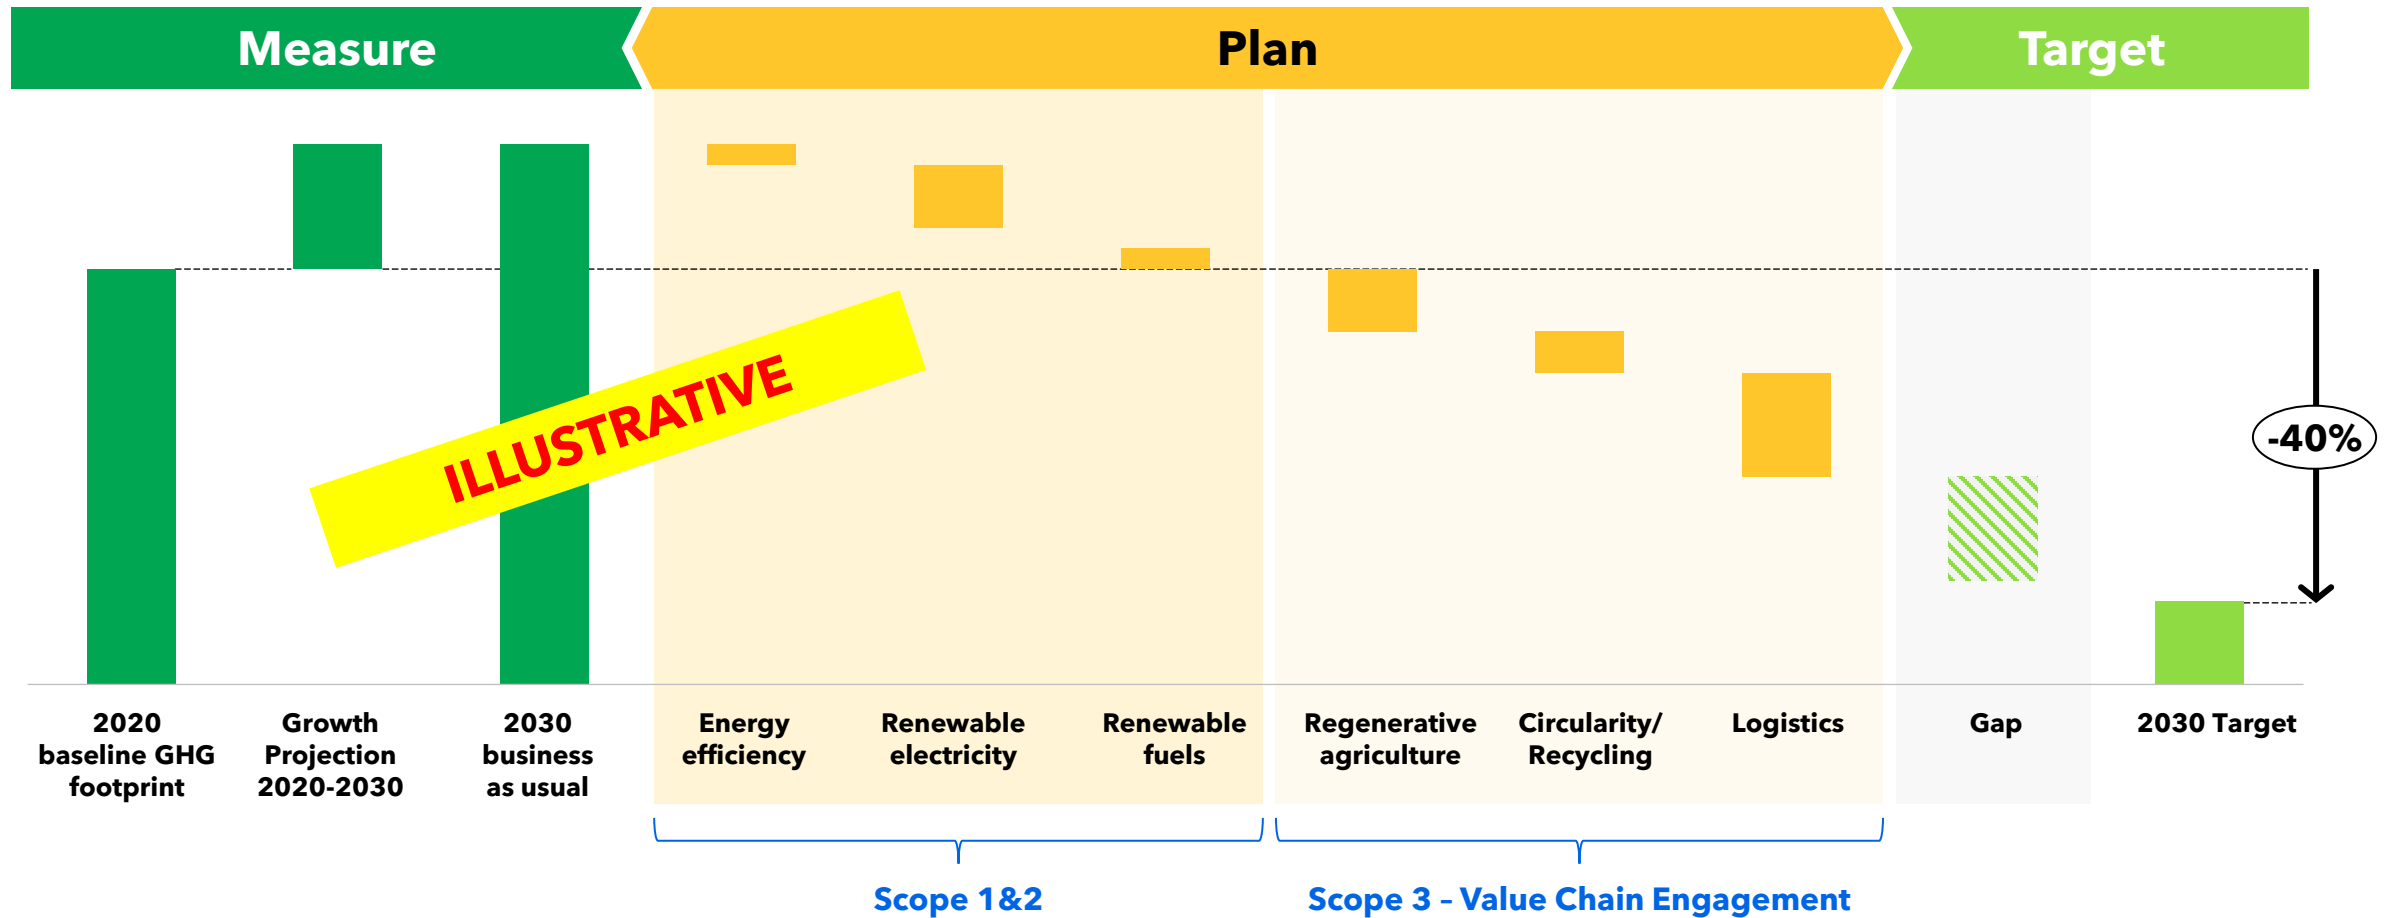 Measure
Plan
Target
ILLUSTRATIVE
-40%
2020
baseline GHG
footprint
Growth
Projection
2020-2030
2030
business
as usual
Energy
efficiency
Renewable
electricity
Renewable
fuels
Regenerative
agriculture
Circularity/
Recycling
Logistics
Gap
2030 Target
Scope 1&2
Scope 3 – Value Chain Engagement